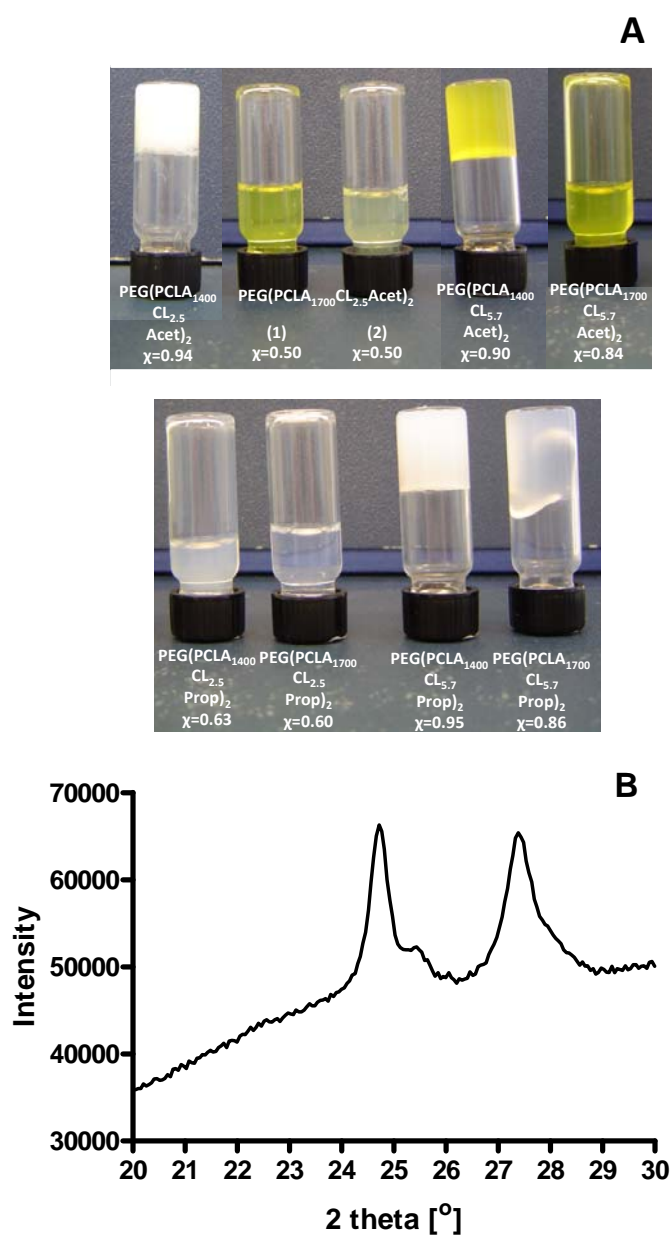 A
PEG(PCLA1400
CL2.5
Acet)2
χ=0.94
PEG(PCLA1700CL2.5Acet)2
(1)
χ=0.50
(2)
χ=0.50
PEG(PCLA1400
CL5.7
Acet)2
χ=0.90
PEG(PCLA1700
CL5.7
Acet)2
χ=0.84
PEG(PCLA1400
CL2.5
Prop)2
χ=0.63
PEG(PCLA1700
CL2.5
Prop)2
χ=0.60
PEG(PCLA1400
CL5.7
Prop)2
χ=0.95
PEG(PCLA1700
CL5.7
Prop)2
χ=0.86
B
70000
60000
50000
40000
30000
Intensity
20 21 22 23 24 25 26 27 28 29 30
2 theta [o]